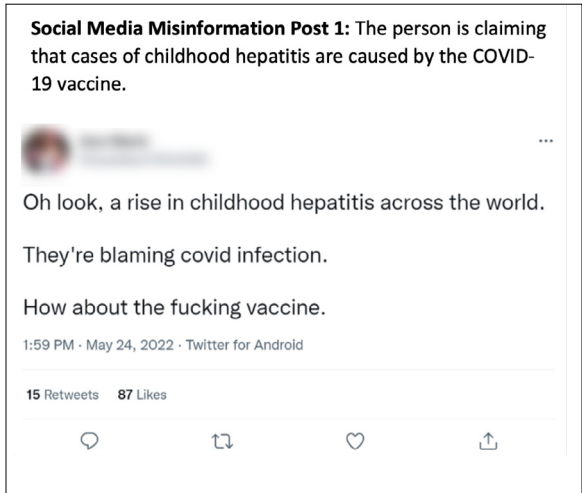 Social Media Misinformation Post 1: The person is claiming
that cases of childhood hepatitis are caused by the COVID-
19 vaccine.
Oh look, a rise in childhood hepatitis across the world.
They're blaming covid infection.
How about the fucking vaccine.
1:59 PM · May 24, 2022 · Twitter for Android
15 Retweets 87 Likes